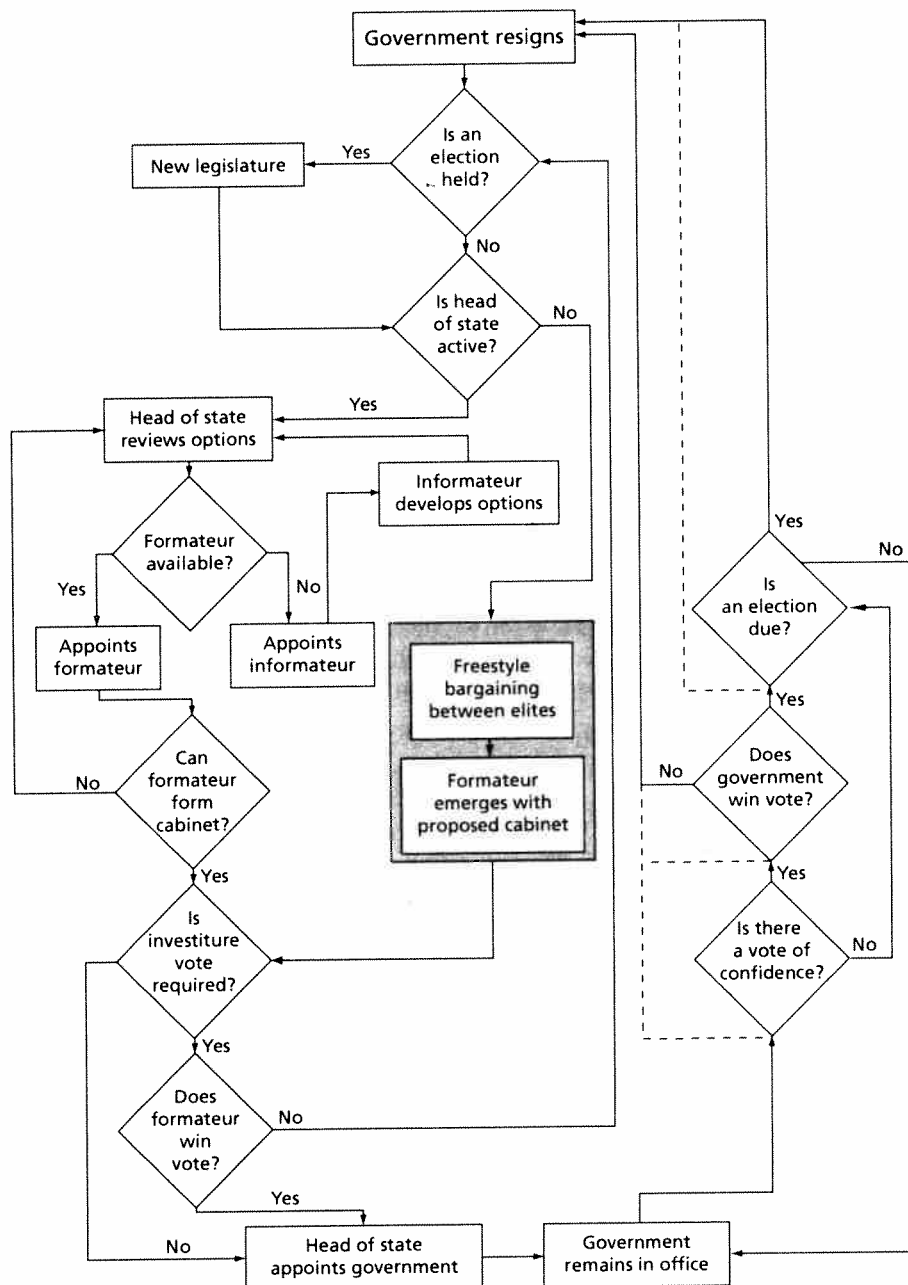 Government resigns
Is an
election
held?
Yes
New legislature
No
Is head
of state
active?
No
Yes
Head of state
reviews options
Informateur
develops options
Formateur
available?
Yes
No
Appoints
formateur
Appoints
informateur
Freestyle
bargaining
between elites
Formateur
emerges with
proposed cabinet
Can
formateur
form
cabinet?
No
Yes
Is
investiture
vote
required?
Yes
Does
formateur
win
vote?
No
Yes
No
Head of state
appoints government
Government
remains in office
Yes
No
Is
an election
due?
Yes
Does
government
win vote?
No
Yes
Is there
a vote of
confidence?
No